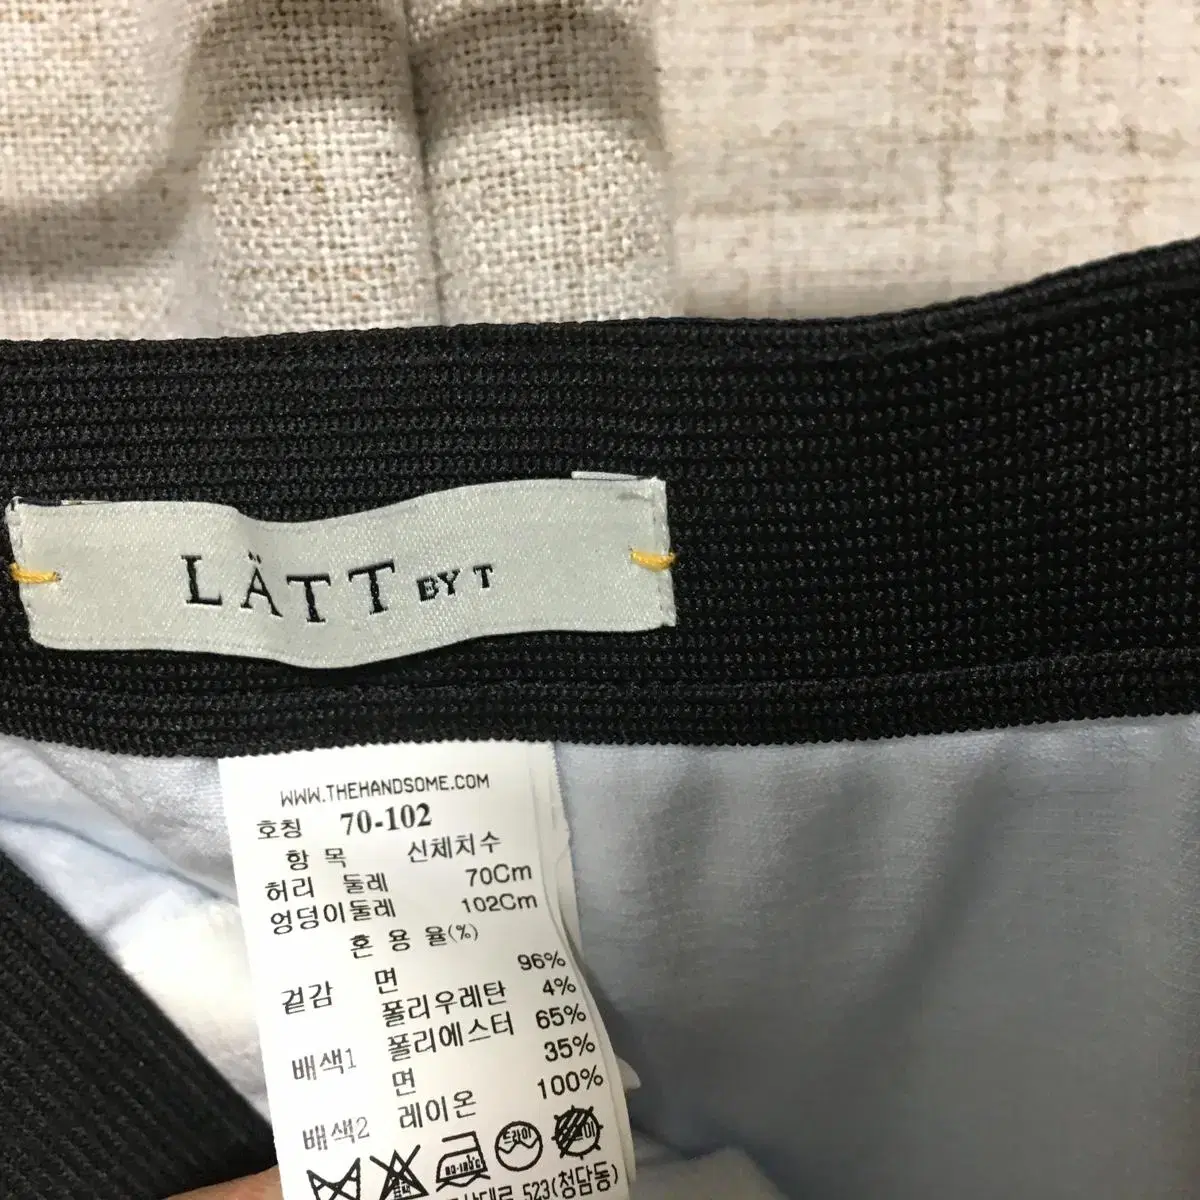 LÄTT BY T
WWW.THEHANDSOME.COM
호칭 70-102
항 목 신체치수
허리 둘레 70Cm
엉덩이둘레 102Cm
혼 용 율(%)
겉감 면 96%
폴리우레탄 4%
배색1 폴리에스터 65%
면 35%
배색2 레이온 100%
드라이
523(청담동)